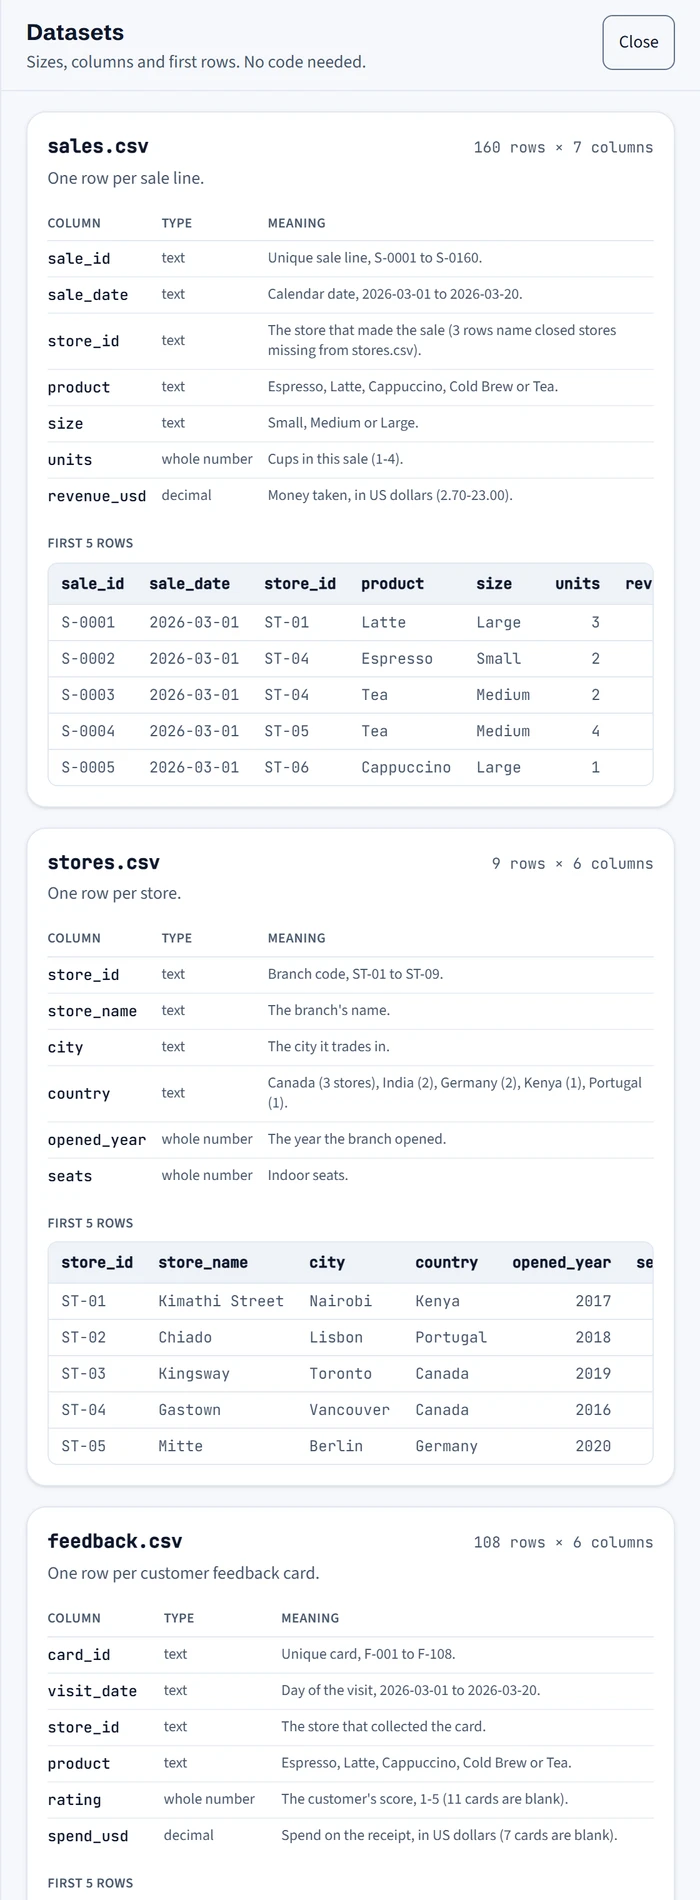 Datasets
Close
Sizes, columns and first rows. No code needed.
sales.csv 160 rows × 7 columns
One row per sale line.
COLUMN TYPE MEANING
sale_id text Unique sale line, S-0001 to S-0160.
sale_date text Calendar date, 2026-03-01 to 2026-03-20.
store_id text The store that made the sale (3 rows name closed stores
missing from stores.csv).
product text Espresso, Latte, Cappuccino, Cold Brew or Tea.
size text Small, Medium or Large.
units whole number Cups in this sale (1-4).
revenue_usd decimal Money taken, in US dollars (2.70-23.00).
FIRST 5 ROWS
sale_id sale_date store_id product size units rev
S-0001 2026-03-01 ST-01 Latte Large 3
S-0002 2026-03-01 ST-04 Espresso Small 2
S-0003 2026-03-01 ST-04 Tea Medium 2
S-0004 2026-03-01 ST-05 Tea Medium 4
S-0005 2026-03-01 ST-06 Cappuccino Large 1
stores.csv 9 rows × 6 columns
One row per store.
COLUMN TYPE MEANING
store_id text Branch code, ST-01 to ST-09.
store_name text The branch's name.
city text The city it trades in.
country text Canada (3 stores), India (2), Germany (2), Kenya (1), Portugal
(1).
opened_year whole number The year the branch opened.
seats whole number Indoor seats.
FIRST 5 ROWS
store_id store_name city country opened_year se
ST-01 Kimathi Street Nairobi Kenya 2017
ST-02 Chiado Lisbon Portugal 2018
ST-03 Kingsway Toronto Canada 2019
ST-04 Gastown Vancouver Canada 2016
ST-05 Mitte Berlin Germany 2020
feedback.csv 108 rows × 6 columns
One row per customer feedback card.
COLUMN TYPE MEANING
card_id text Unique card, F-001 to F-108.
visit_date text Day of the visit, 2026-03-01 to 2026-03-20.
store_id text The store that collected the card.
product text Espresso, Latte, Cappuccino, Cold Brew or Tea.
rating whole number The customer's score, 1-5 (11 cards are blank).
spend_usd decimal Spend on the receipt, in US dollars (7 cards are blank).
FIRST 5 ROWS